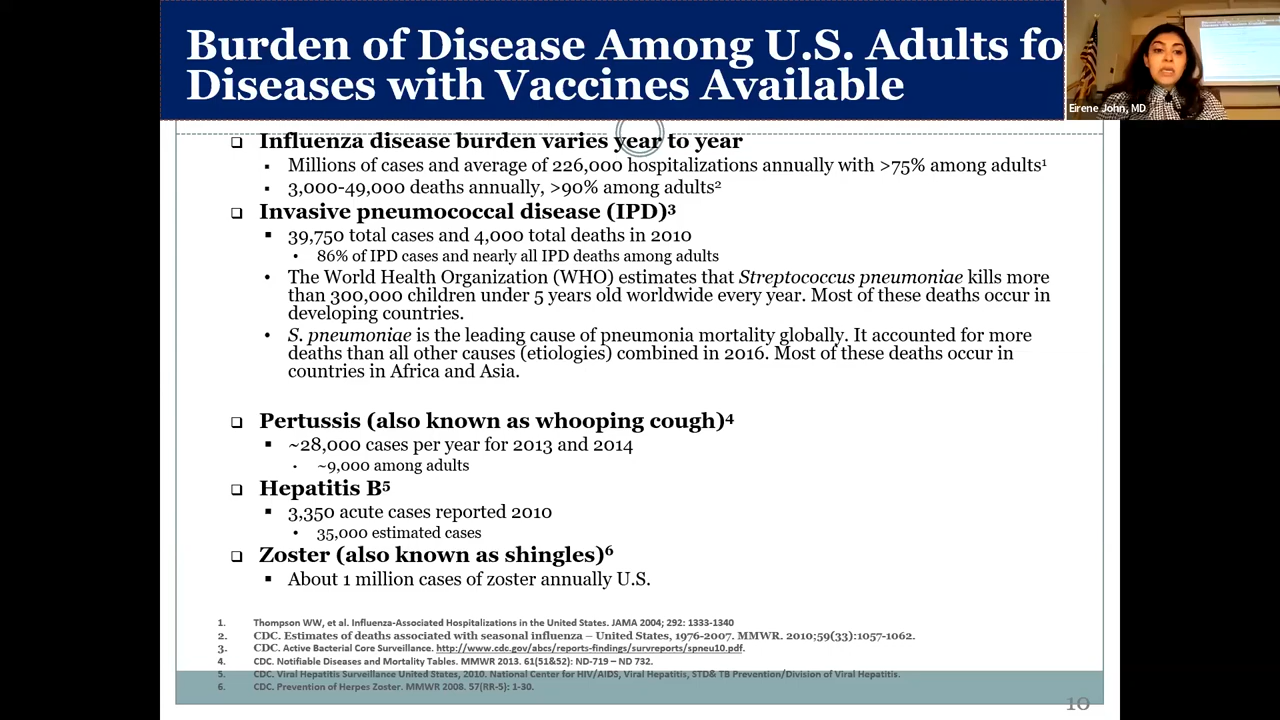 Burden of Disease Among U.S. Adults fo
Diseases with Vaccines Available
Eirene John, MD
Influenza disease burden varies year to year
Millions of cases and average of 226,000 hospitalizations annually with >75% among adults¹
3,000-49,000 deaths annually, >90% among adults²
Invasive pneumococcal disease (IPD)³
39,750 total cases and 4,000 total deaths in 2010
86% of IPD cases and nearly all IPD deaths among adults
The World Health Organization (WHO) estimates that Streptococcus pneumoniae kills more
than 300,000 children under 5 years old worldwide every year. Most of these deaths occur in
developing countries.
S. pneumoniae is the leading cause of pneumonia mortality globally. It accounted for more
deaths than all other causes (etiologies) combined in 2016. Most of these deaths occur in
countries in Africa and Asia.
Pertussis (also known as whooping cough)⁴
~28,000 cases per year for 2013 and 2014
~9,000 among adults
Hepatitis B⁵
3,350 acute cases reported 2010
35,000 estimated cases
Zoster (also known as shingles)⁶
About 1 million cases of zoster annually U.S.
1. Thompson WW, et al. Influenza-Associated Hospitalizations in the United States. JAMA 2004; 292: 1333-1340
2. CDC. Estimates of deaths associated with seasonal influenza – United States, 1976-2007. MMWR. 2010;59(33):1057-1062.
3. CDC. Active Bacterial Core Surveillance. http://www.cdc.gov/abcs/reports-findings/survreports/spneu10.pdf.
4. CDC. Notifiable Diseases and Mortality Tables. MMWR 2013. 61(51&52): ND-719 – ND 732.
5. CDC. Viral Hepatitis Surveillance United States, 2010. National Center for HIV/AIDS, Viral Hepatitis, STD& TB Prevention/Division of Viral Hepatitis.
6. CDC. Prevention of Herpes Zoster. MMWR 2008. 57(RR-5): 1-30.
10